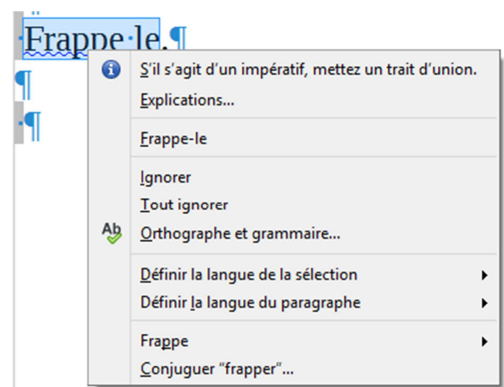 Frappe le.¶
¶
¶
S'il s'agit d'un impératif, mettez un trait d'union.
Explications...
Frappe-le
Ignorer
Tout ignorer
Orthographe et grammaire...
Définir la langue de la sélection
Définir la langue du paragraphe
Frappe
Conjuguer “frapper”...